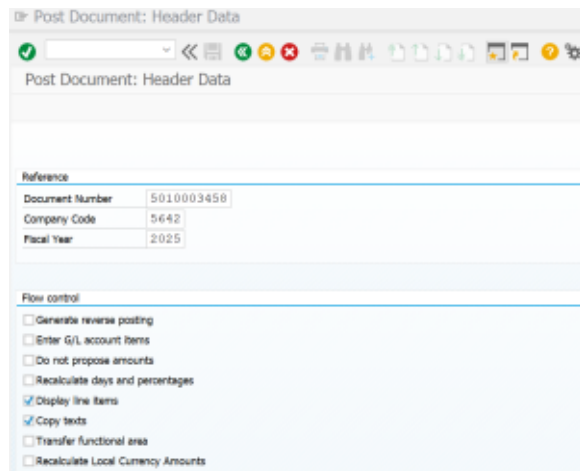 Post Document: Header Data
Post Document: Header Data
Reference
Document Number 5010003450
Company Code 5642
Fiscal Year 2025
Flow control
Generate reverse posting
Enter G/L account items
Do not propose amounts
Recalculate days and percentages
Display line items
Copy texts
Transfer functional area
Recalculate Local Currency Amounts